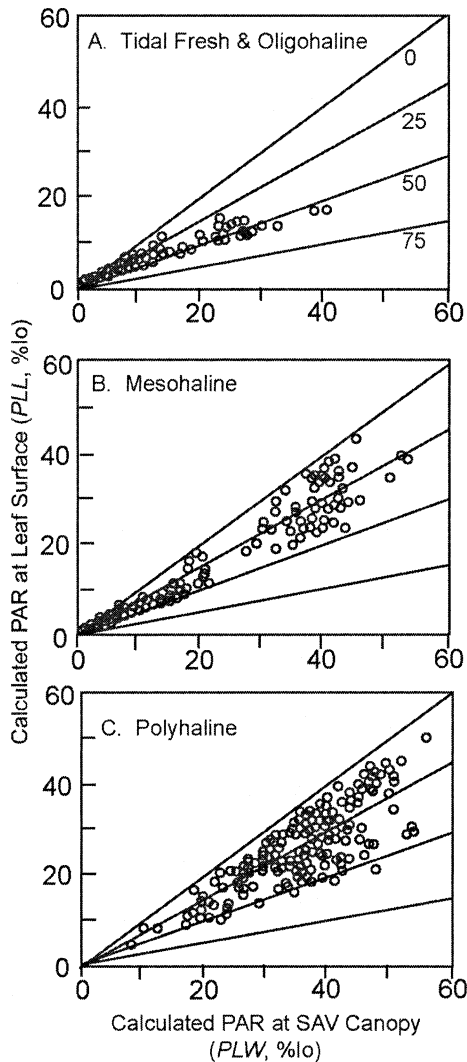 60
A. Tidal Fresh & Oligohaline
0
40
25
20
50
75
0
0 20 40 60
60
B. Mesohaline
40
20
0
0 20 40 60
60
C. Polyhaline
40
20
0
0 20 40 60
Calculated PAR at Leaf Surface (PLL, %Io)
Calculated PAR at SAV Canopy
(PLW, %Io)